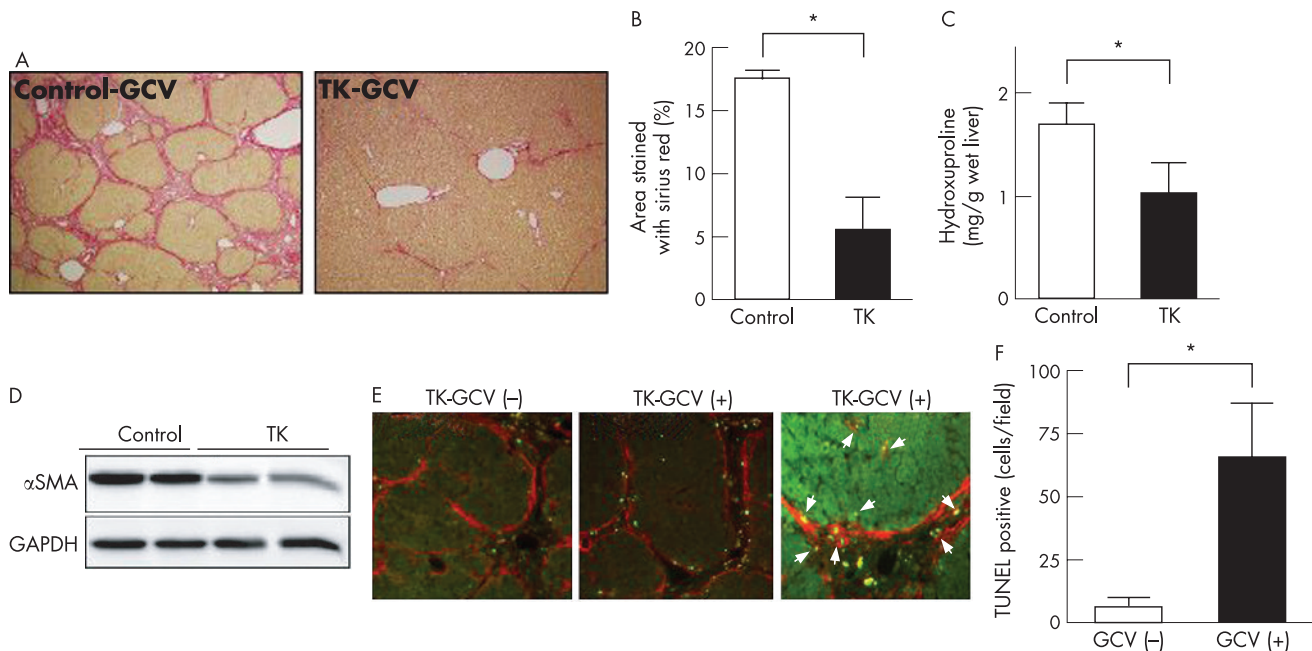 A
Control-GCV
TK-GCV
B
*
Area stained
with sirius red (%)
20
15
10
5
0
Control
TK
C
*
Hydroxuproline
(mg/g wet liver)
2
1
0
Control
TK
D
Control
TK
αSMA
GAPDH
E
TK-GCV (–)
TK-GCV (+)
TK-GCV (+)
F
*
TUNEL positive (cells/field)
100
75
50
25
0
GCV (–)
GCV (+)